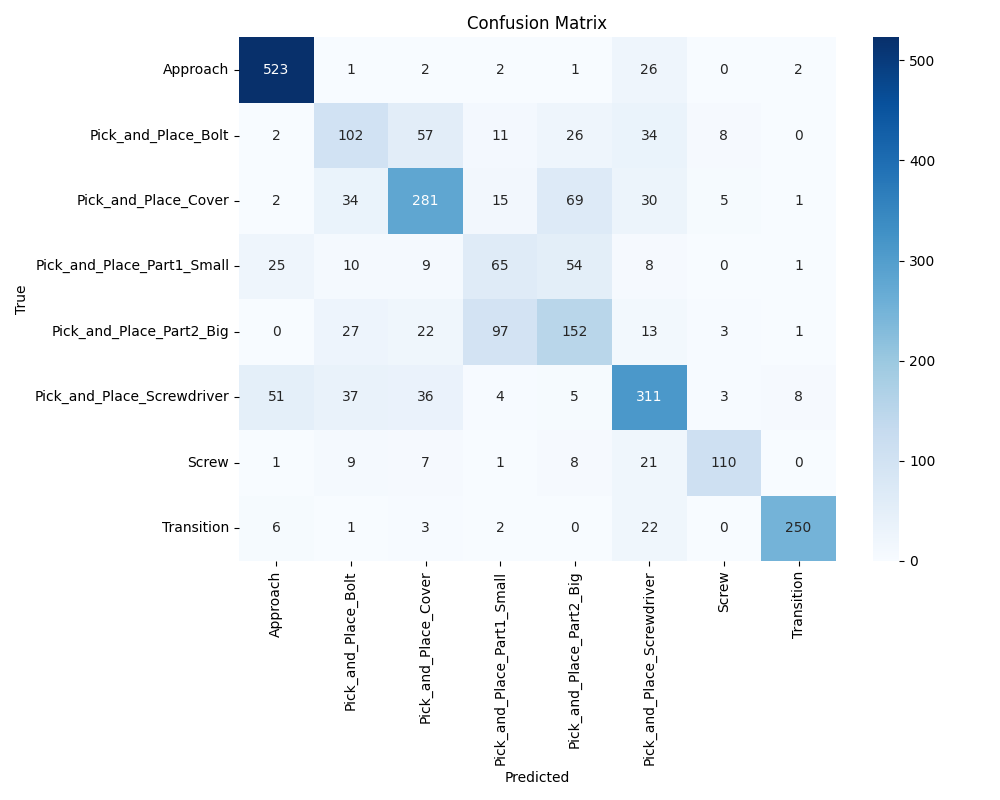 Confusion Matrix
Approach 523 1 2 2 1 26 0 2
Pick_and_Place_Bolt 2 102 57 11 26 34 8 0
Pick_and_Place_Cover 2 34 281 15 69 30 5 1
Pick_and_Place_Part1_Small 25 10 9 65 54 8 0 1
Pick_and_Place_Part2_Big 0 27 22 97 152 13 3 1
Pick_and_Place_Screwdriver 51 37 36 4 5 311 3 8
Screw 1 9 7 1 8 21 110 0
Transition 6 1 3 2 0 22 0 250
True
Approach
Pick_and_Place_Bolt
Pick_and_Place_Cover
Pick_and_Place_Part1_Small
Pick_and_Place_Part2_Big
Pick_and_Place_Screwdriver
Screw
Transition
Predicted
500
400
300
200
100
0